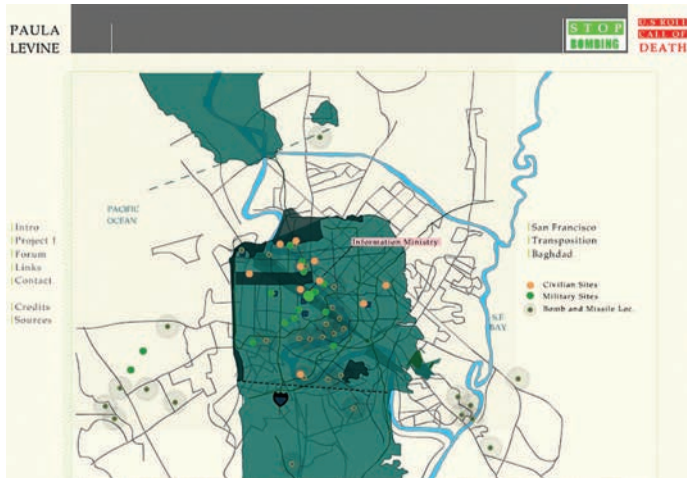 PAULA
LEVINE
STOP
BOMBING
U.S ROLL
CALL OF
DEATH
PACIFIC
OCEAN
Intro
Project 1
Forum
Links
Contact
Credits
Sources
Information Ministry
San Francisco
Transposition
Baghdad
Civilian Sites
Military Sites
Bomb and Missile Loc.
S.F.
BAY